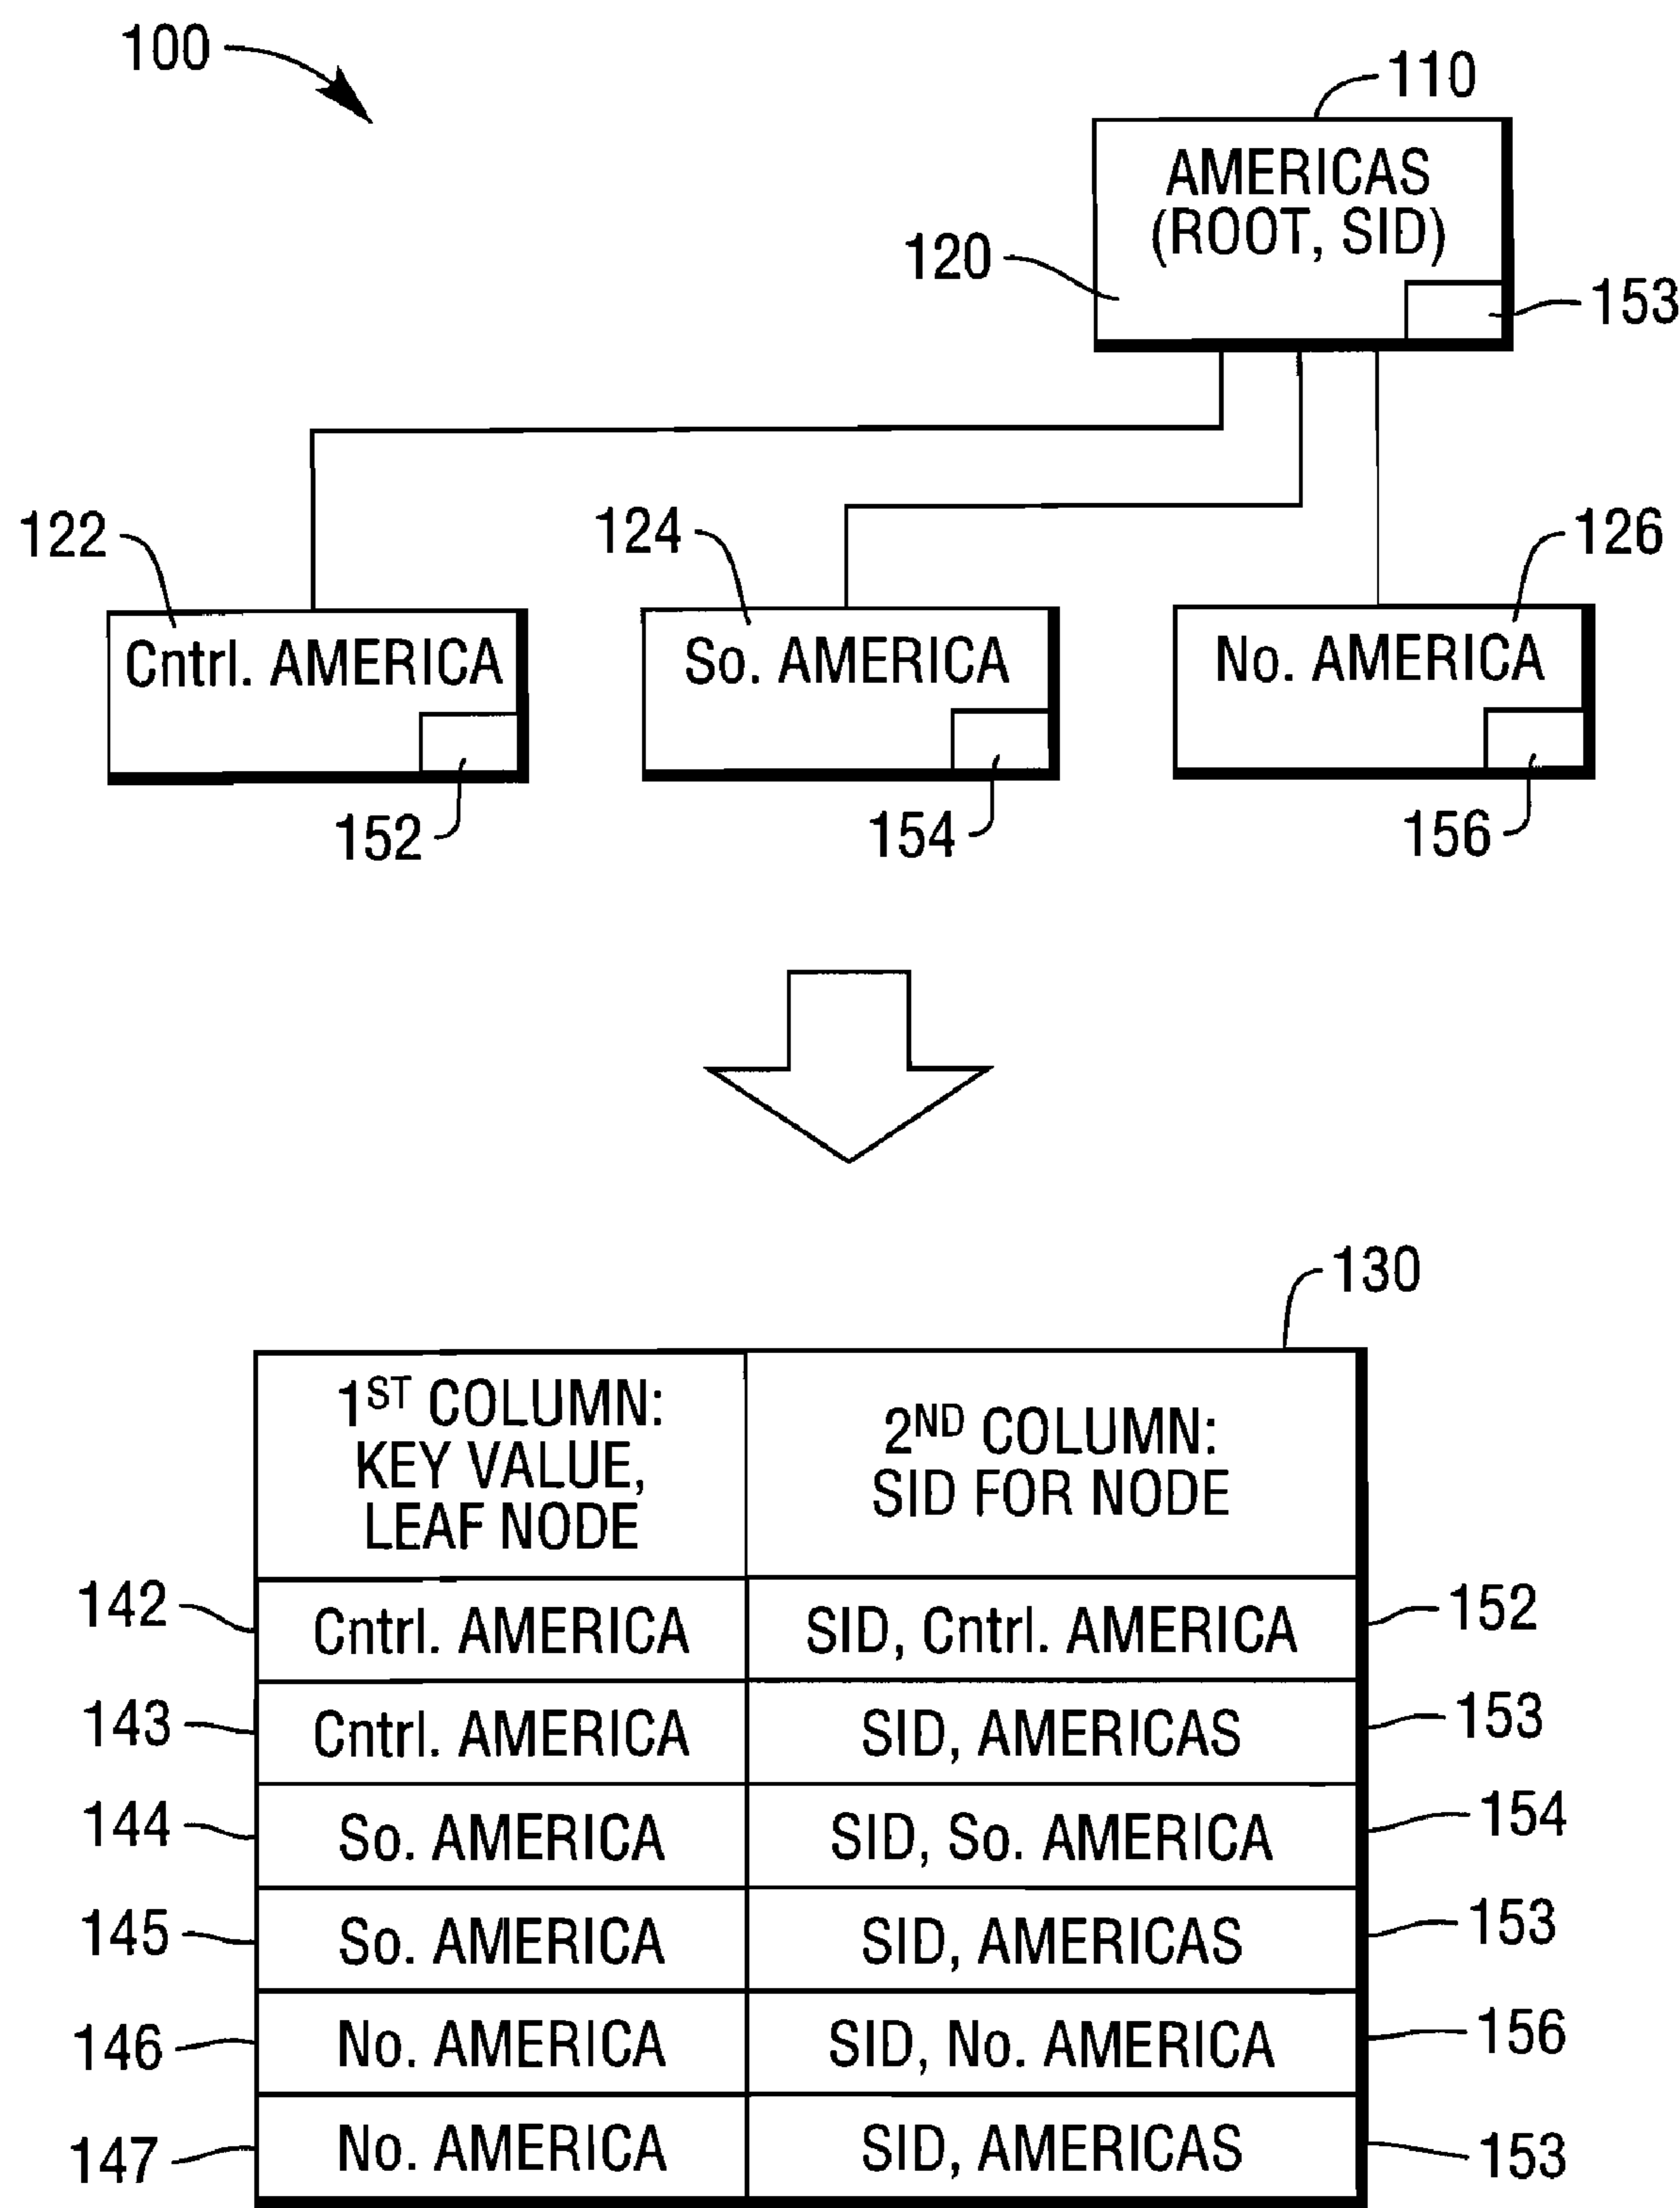 100
110
AMERICAS
(ROOT, SID)
120
153
122
124
126
Cntrl. AMERICA
So. AMERICA
No. AMERICA
152
154
156
130
1ST COLUMN:
KEY VALUE,
LEAF NODE
2ND COLUMN:
SID FOR NODE
142
Cntrl. AMERICA
SID, Cntrl. AMERICA
152
143
Cntrl. AMERICA
SID, AMERICAS
153
144
So. AMERICA
SID, So. AMERICA
154
145
So. AMERICA
SID, AMERICAS
153
146
No. AMERICA
SID, No. AMERICA
156
147
No. AMERICA
SID, AMERICAS
153